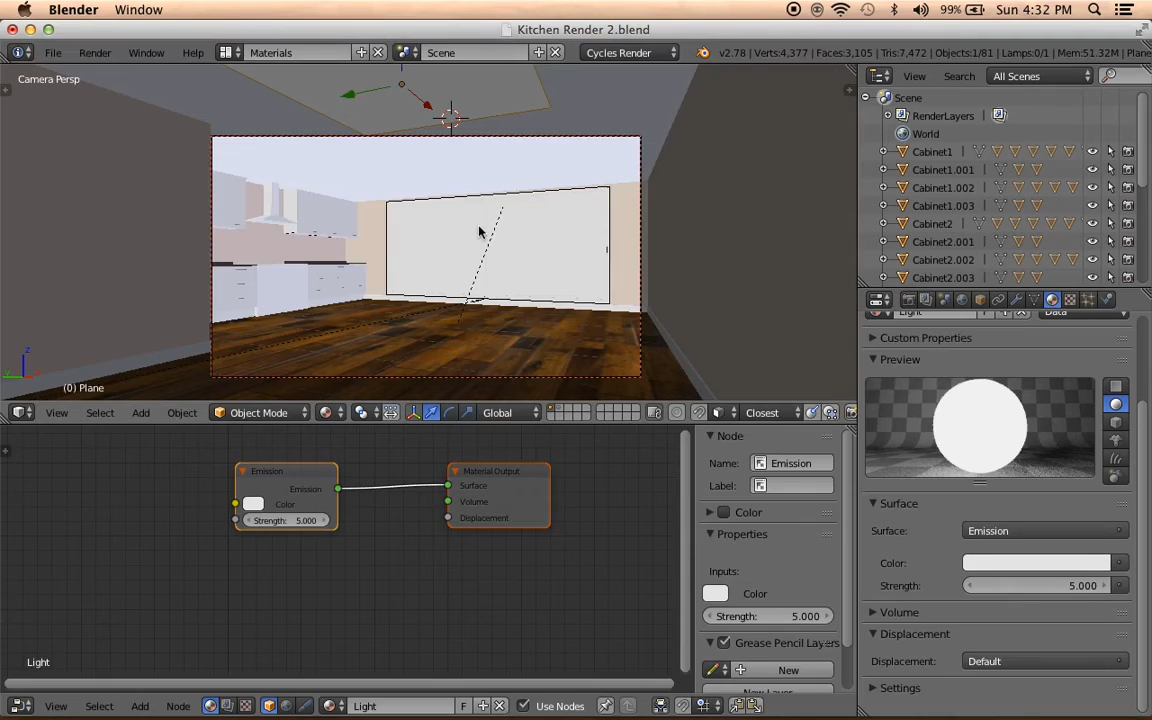 Blender
99%
Sun 4:32 PM
Kitchen Render 2.blend
File
Render
Window
Help
Materials
Scene
Cycles Render
v2.78 | Verts:4,377 | Faces:3,105 | Tris:7,472 | Objects:1/81 | Lamps:0/1 | Mem:51.32M | Plane
Camera Persp
View
Search
All Scenes
Scene
RenderLayers
World
Cabinet1
Cabinet1.001
Cabinet1.002
Cabinet1.003
Cabinet2
Cabinet2.001
Cabinet2.002
Cabinet2.003
z
(0) Plane
View
Select
Add
Object
Object Mode
Global
Closest
Light
F
Data
Custom Properties
Preview
Surface
Surface:
Emission
Color:
Strength:
5.000
Volume
Displacement
Displacement:
Default
Settings
Emission
Emission
Color
Strength: 5.000
Material Output
Surface
Volume
Displacement
Node
Name:
Emission
Label:
Color
Properties
Inputs:
Color
Strength: 5.000
Grease Pencil Layers
New
New Layer
Light
View
Select
Add
Node
Light
F
Use Nodes